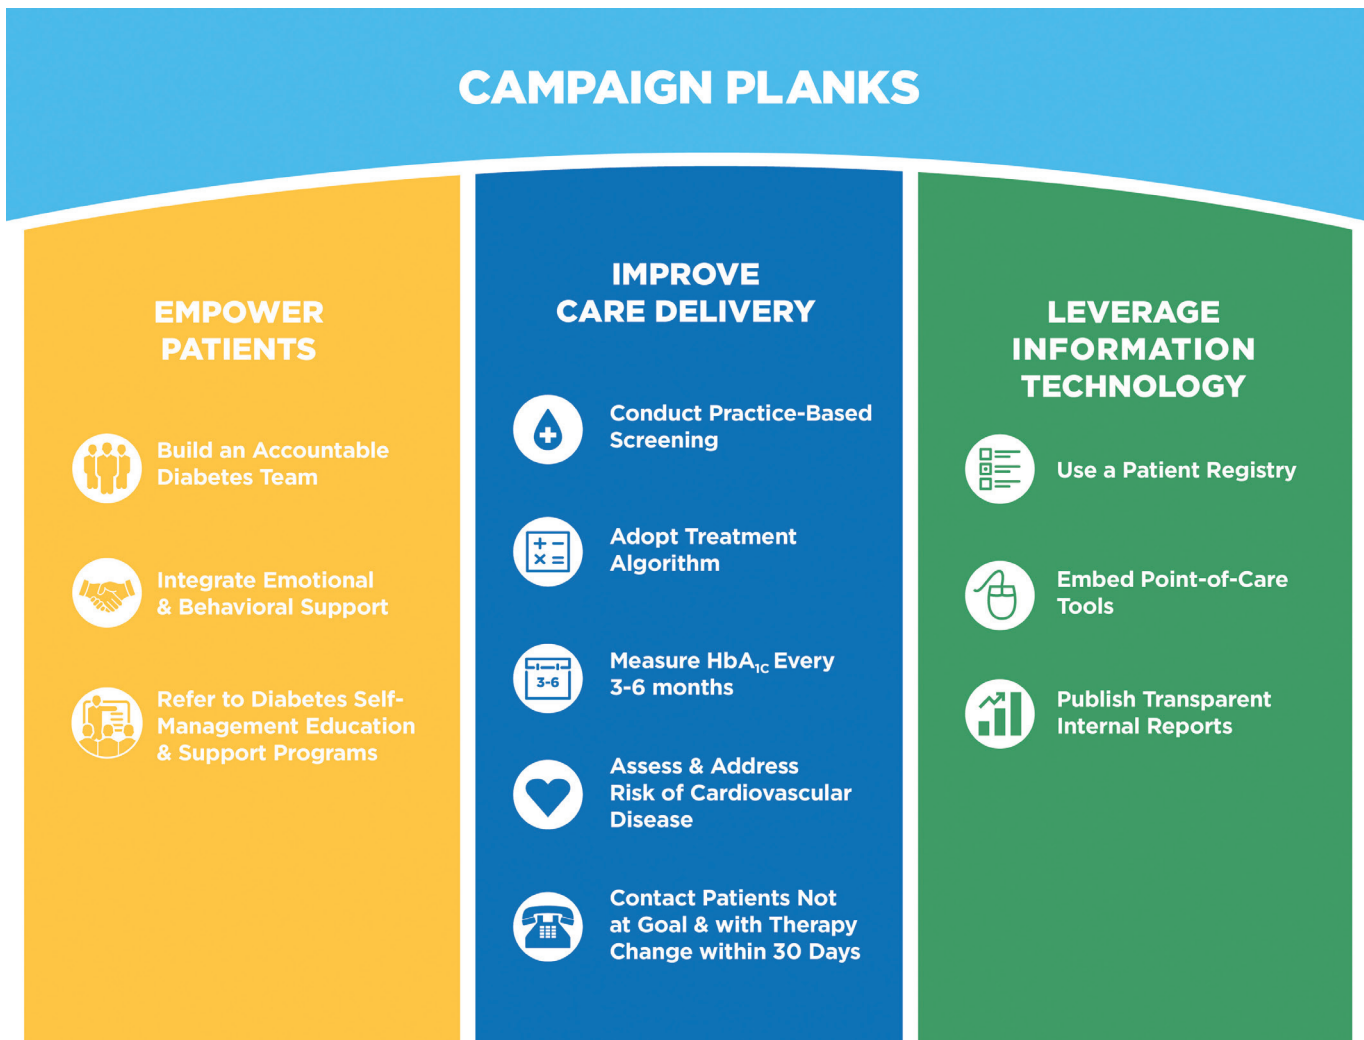 CAMPAIGN PLANKS
EMPOWER
PATIENTS
Build an Accountable
Diabetes Team
Integrate Emotional
& Behavioral Support
Refer to Diabetes Self-
Management Education
& Support Programs
IMPROVE
CARE DELIVERY
Conduct Practice-Based
Screening
Adopt Treatment
Algorithm
3-6
Measure HbA1C Every
3-6 months
Assess & Address
Risk of Cardiovascular
Disease
Contact Patients Not
at Goal & with Therapy
Change within 30 Days
LEVERAGE
INFORMATION
TECHNOLOGY
Use a Patient Registry
Embed Point-of-Care
Tools
Publish Transparent
Internal Reports